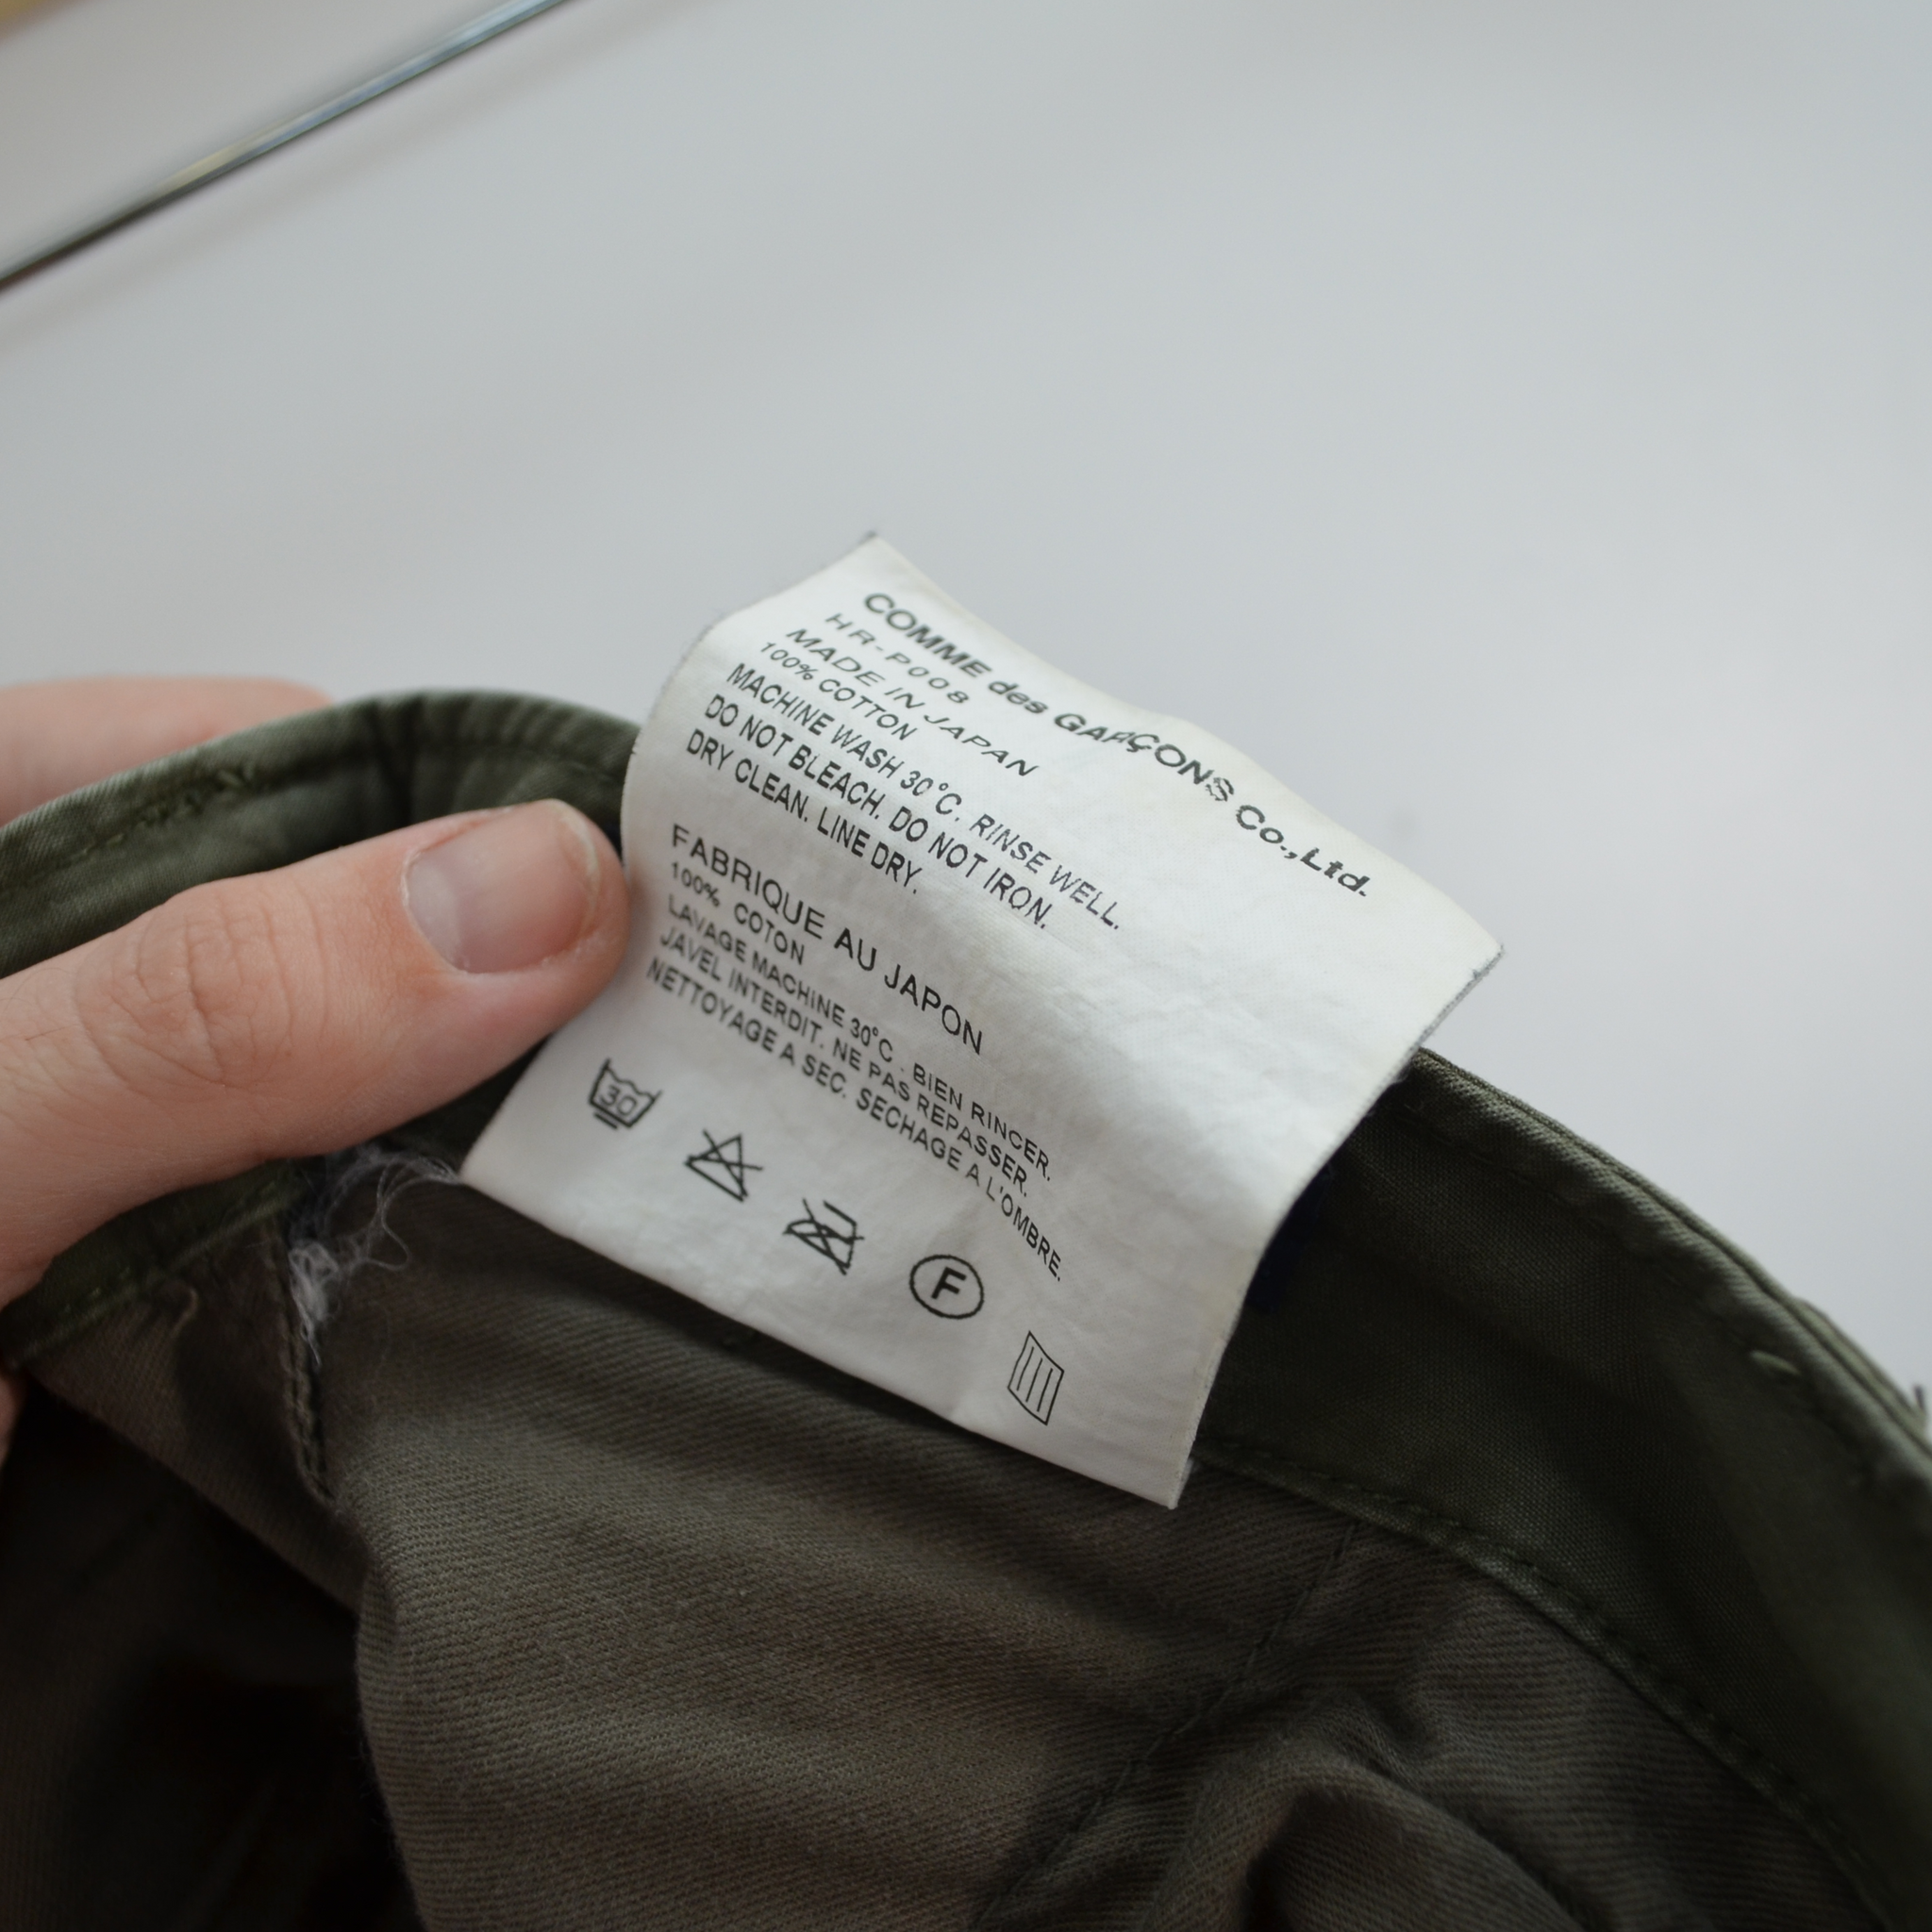 COMME des GARÇONS Co.,Ltd.
HR-P008
MADE IN JAPAN
100% COTTON
MACHINE WASH 30°C. RINSE WELL.
DO NOT BLEACH. DO NOT IRON.
DRY CLEAN. LINE DRY.
FABRIQUE AU JAPON
100% COTON
LAVAGE MACHINE 30°C. BIEN RINCER.
JAVEL INTERDIT. NE PAS REPASSER.
NETTOYAGE A SEC. SECHAGE A L'OMBRE.
30
F